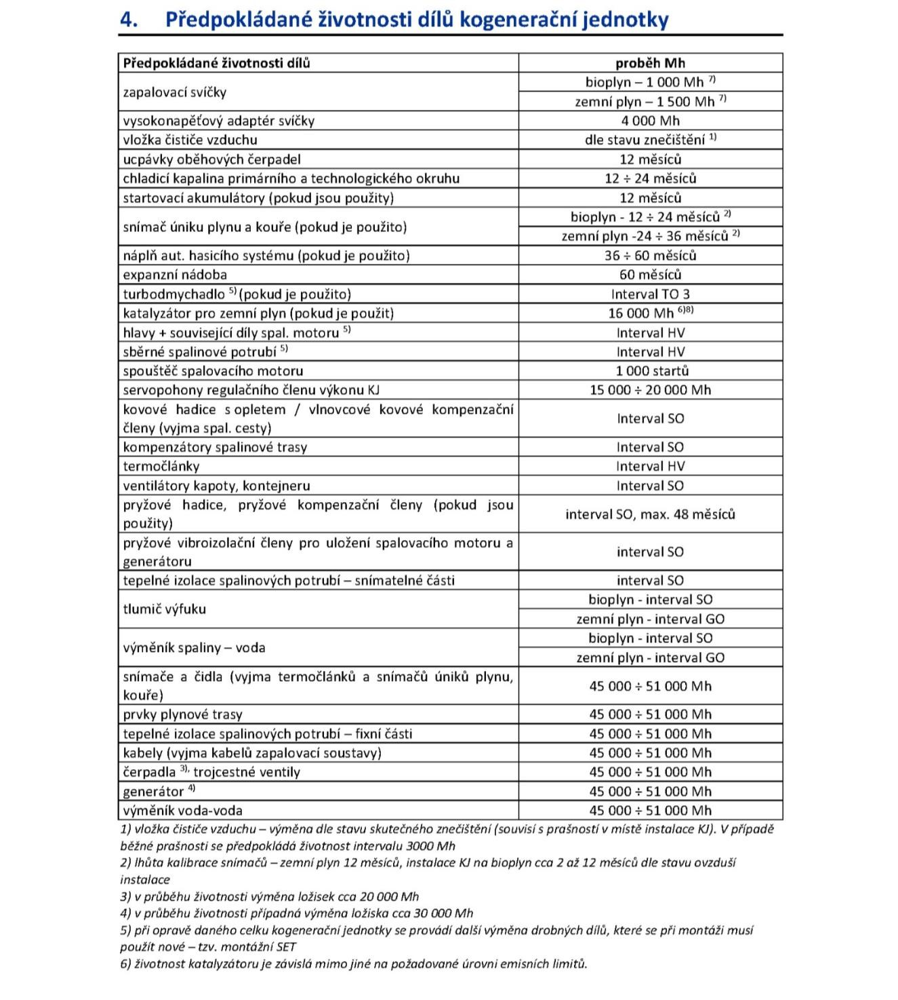 4. Předpokládané životnosti dílů kogenerační jednotky
Předpokládané životnosti dílů proběh Mh
zapalovací svíčky
bioplyn – 1 000 Mh 7)
zemní plyn – 1 500 Mh 7)
vysokonapěťový adaptér svíčky 4 000 Mh
vložka čističe vzduchu dle stavu znečištění 1)
ucpávky oběhových čerpadel 12 měsíců
chladicí kapalina primárního a technologického okruhu 12 ÷ 24 měsíců
startovací akumulátory (pokud jsou použity) 12 měsíců
snímač úniku plynu a kouře (pokud je použito)
bioplyn - 12 ÷ 24 měsíců 2)
zemní plyn -24 ÷ 36 měsíců 2)
náplň aut. hasicího systému (pokud je použito) 36 ÷ 60 měsíců
expanzní nádoba 60 měsíců
turbodmychadlo 5) (pokud je použito) Interval TO 3
katalyzátor pro zemní plyn (pokud je použit) 16 000 Mh 6)8)
hlavy + související díly spal. motoru 5) Interval HV
sběrné spalinové potrubí 5) Interval HV
spouštěč spalovacího motoru 1 000 startů
servopohony regulačního členu výkonu KJ 15 000 ÷ 20 000 Mh
kovové hadice s opletem / vlnovcové kovové kompenzační
členy (vyjma spal. cesty)
Interval SO
kompenzátory spalinové trasy Interval SO
termočlánky Interval HV
ventilátory kapoty, kontejneru Interval SO
pryžové hadice, pryžové kompenzační členy (pokud jsou
použity)
interval SO, max. 48 měsíců
pryžové vibroizolační členy pro uložení spalovacího motoru a
generátoru
interval SO
tepelné izolace spalinových potrubí – snímatelné části interval SO
tlumič výfuku
bioplyn - interval SO
zemní plyn - interval GO
výměník spaliny – voda
bioplyn - interval SO
zemní plyn - interval GO
snímače a čidla (vyjma termočlánků a snímačů úniků plynu,
kouře)
45 000 ÷ 51 000 Mh
prvky plynové trasy 45 000 ÷ 51 000 Mh
tepelné izolace spalinových potrubí – fixní části 45 000 ÷ 51 000 Mh
kabely (vyjma kabelů zapalovací soustavy) 45 000 ÷ 51 000 Mh
čerpadla 3), trojcestné ventily 45 000 ÷ 51 000 Mh
generátor 4) 45 000 ÷ 51 000 Mh
výměník voda-voda 45 000 ÷ 51 000 Mh
1) vložka čističe vzduchu – výměna dle stavu skutečného znečištění (souvisí s prašností v místě instalace KJ). V případě
běžné prašnosti se předpokládá životnost intervalu 3000 Mh
2) lhůta kalibrace snímačů – zemní plyn 12 měsíců, instalace KJ na bioplyn cca 2 až 12 měsíců dle stavu ovzduší
instalace
3) v průběhu životnosti výměna ložisek cca 20 000 Mh
4) v průběhu životnosti případná výměna ložiska cca 30 000 Mh
5) při opravě daného celku kogenerační jednotky se provádí další výměna drobných dílů, které se při montáži musí
použít nové – tzv. montážní SET
6) životnost katalyzátoru je závislá mimo jiné na požadované úrovni emisních limitů.